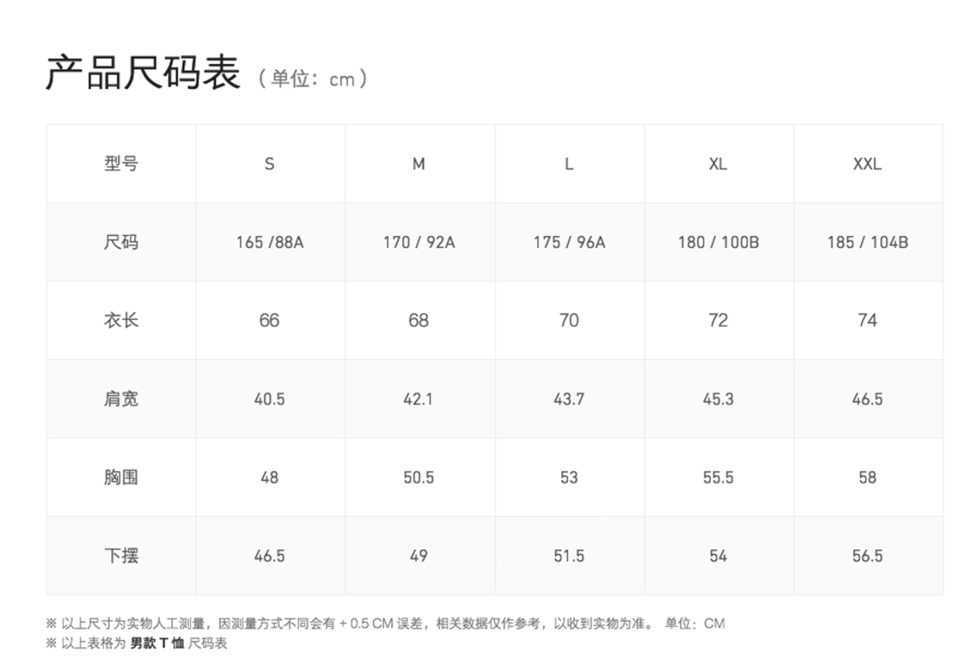 产品尺码表 （单位：cm）
型号 S M L XL XXL
尺码 165 /88A 170 / 92A 175 / 96A 180 / 100B 185 / 104B
衣长 66 68 70 72 74
肩宽 40.5 42.1 43.7 45.3 46.5
胸围 48 50.5 53 55.5 58
下摆 46.5 49 51.5 54 56.5
※ 以上尺寸为实物人工测量，因测量方式不同会有 + 0.5 CM 误差，相关数据仅作参考，以收到实物为准。 单位：CM
※ 以上表格为 男款 T 恤 尺码表